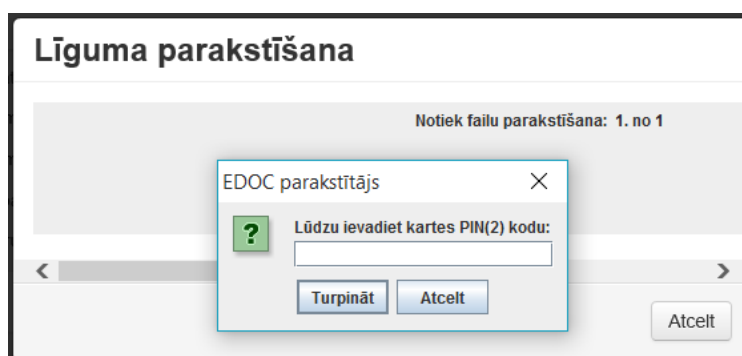 Līguma parakstīšana
Notiek failu parakstīšana: 1. no 1
EDOC parakstītājs
Lūdzu ievadiet kartes PIN(2) kodu:
Turpināt
Atcelt
Atcelt